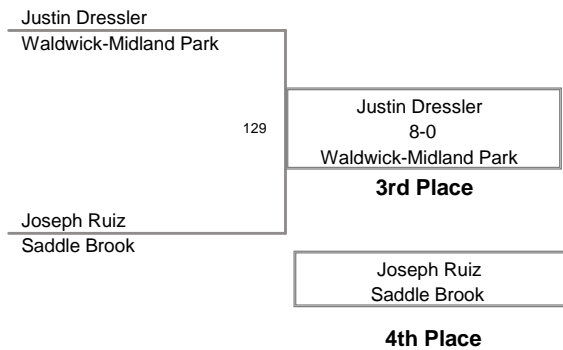 Justin Dressler
Waldwick-Midland Park
129
Justin Dressler
8-0
Waldwick-Midland Park
3rd Place
Joseph Ruiz
Saddle Brook
Joseph Ruiz
Saddle Brook
4th Place